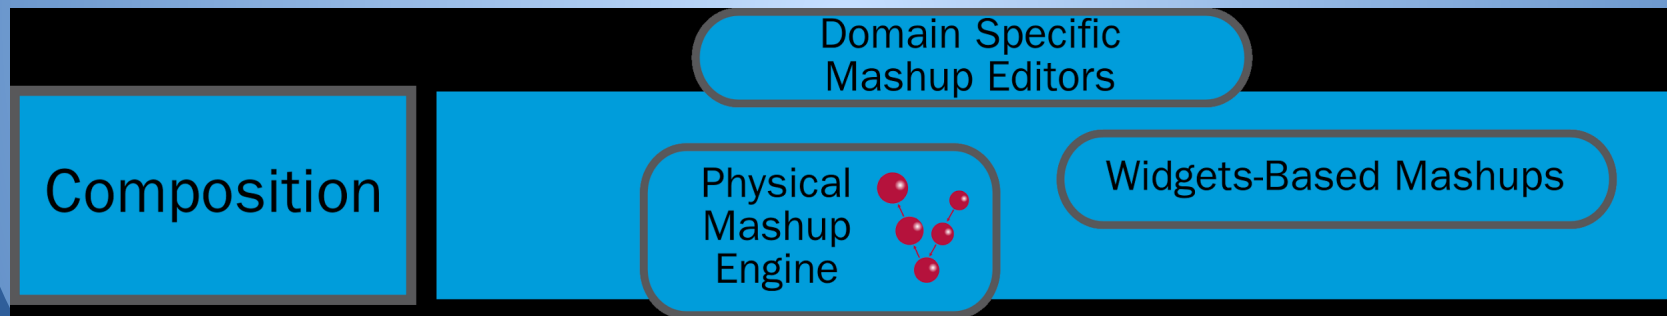 Domain Specific
Mashup Editors
Composition
Physical
Mashup
Engine
Widgets-Based Mashups